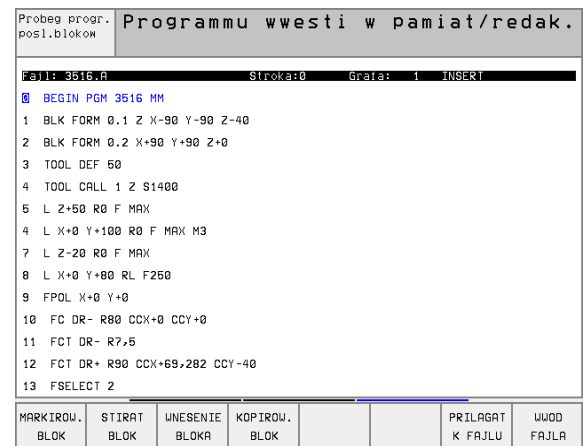 Probeg progr.
posl.blokow
Programmu wwesti w pamiat/redak.
Fajl: 3516.A Stroka:0 Grafa: 1 INSERT
0 BEGIN PGM 3516 MM
1 BLK FORM 0.1 Z X-90 Y-90 Z-40
2 BLK FORM 0.2 X+90 Y+90 Z+0
3 TOOL DEF 50
4 TOOL CALL 1 Z S1400
5 L Z+50 R0 F MAX
4 L X+0 Y+100 R0 F MAX M3
7 L Z-20 R0 F MAX
8 L X+0 Y+80 RL F250
9 FPOL X+0 Y+0
10 FC DR- R80 CCX+0 CCY+0
11 FCT DR- R7,5
12 FCT DR+ R90 CCX+69,282 CCY-40
13 FSELECT 2
MARKIROW. BLOK
STIRAT BLOK
WNESENIE BLOKA
KOPIROW. BLOK
PRILAGAT K FAJLU
WWOD FAJLA